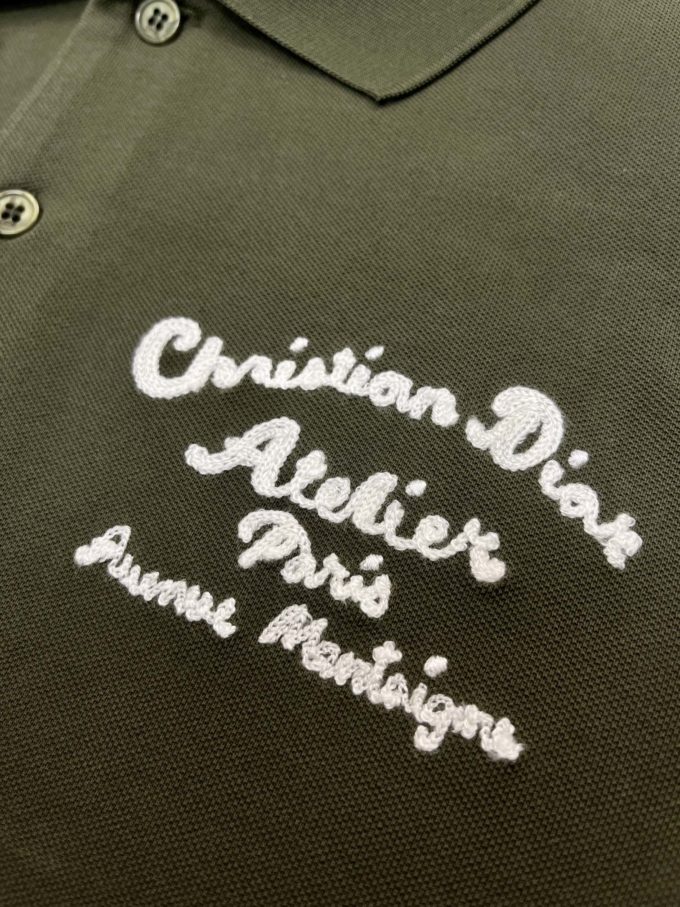 Christian Dior
Atelier
Paris
Avenue Montaigne